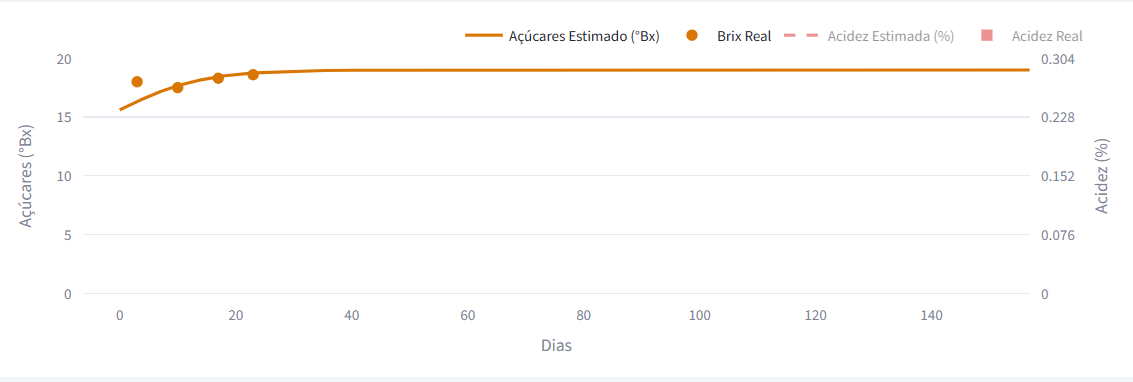 Açúcares Estimado (°Bx) Brix Real Acidez Estimada (%) Acidez Real
20 0.304
15 0.228
10 0.152
5 0.076
0 0
Açúcares (°Bx)
Acidez (%)
0 20 40 60 80 100 120 140
Dias